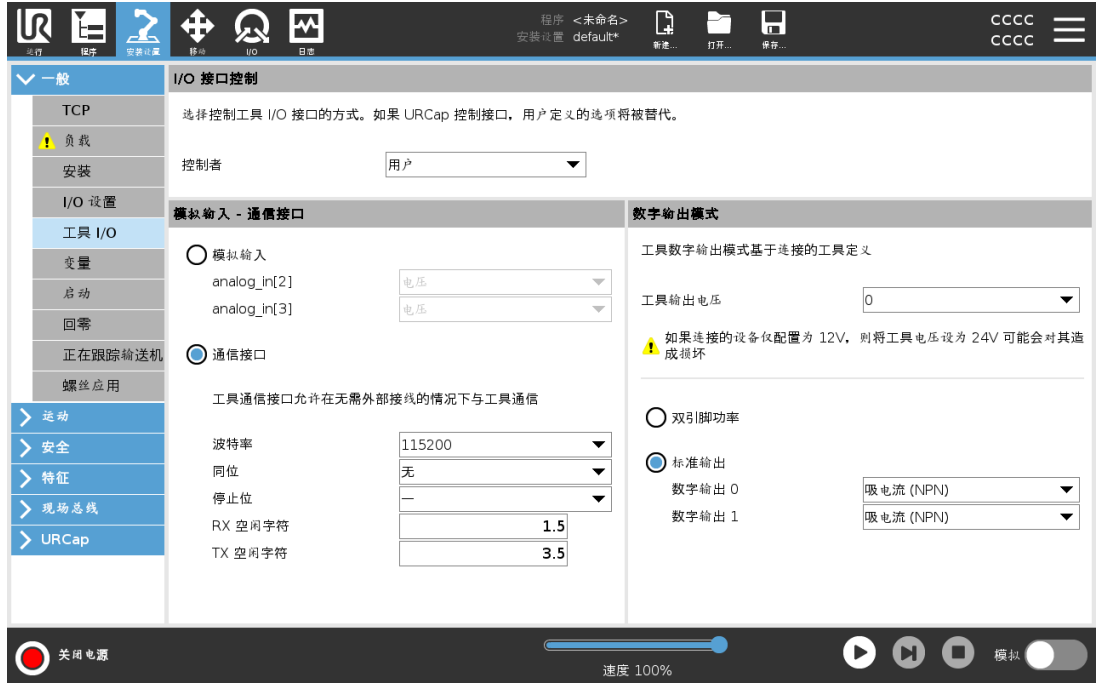 运行 程序 安装设置 移动 I/O 日志
程序 <未命名>
安装设置 default*
新建... 打开... 保存...
cccc
cccc
一般
TCP
负载
安装
I/O 设置
工具 I/O
变量
启动
回零
正在跟踪输送机
螺丝应用
运动
安全
特征
现场总线
URCap
I/O 接口控制
选择控制工具 I/O 接口的方式。如果 URCap 控制接口，用户定义的选项将被替代。
控制者 用户
模拟输入 - 通信接口
模拟输入
analog_in[2] 电压
analog_in[3] 电压
通信接口
工具通信接口允许在无需外部接线的情况下与工具通信
波特率 115200
同位 无
停止位 一
RX 空闲字符 1.5
TX 空闲字符 3.5
数字输出模式
工具数字输出模式基于连接的工具定义
工具输出电压 0
如果连接的设备仅配置为 12V，则将工具电压设为 24V 可能会对其造
成损坏
双引脚功率
标准输出
数字输出 0 吸电流 (NPN)
数字输出 1 吸电流 (NPN)
关闭电源
速度 100%
模拟